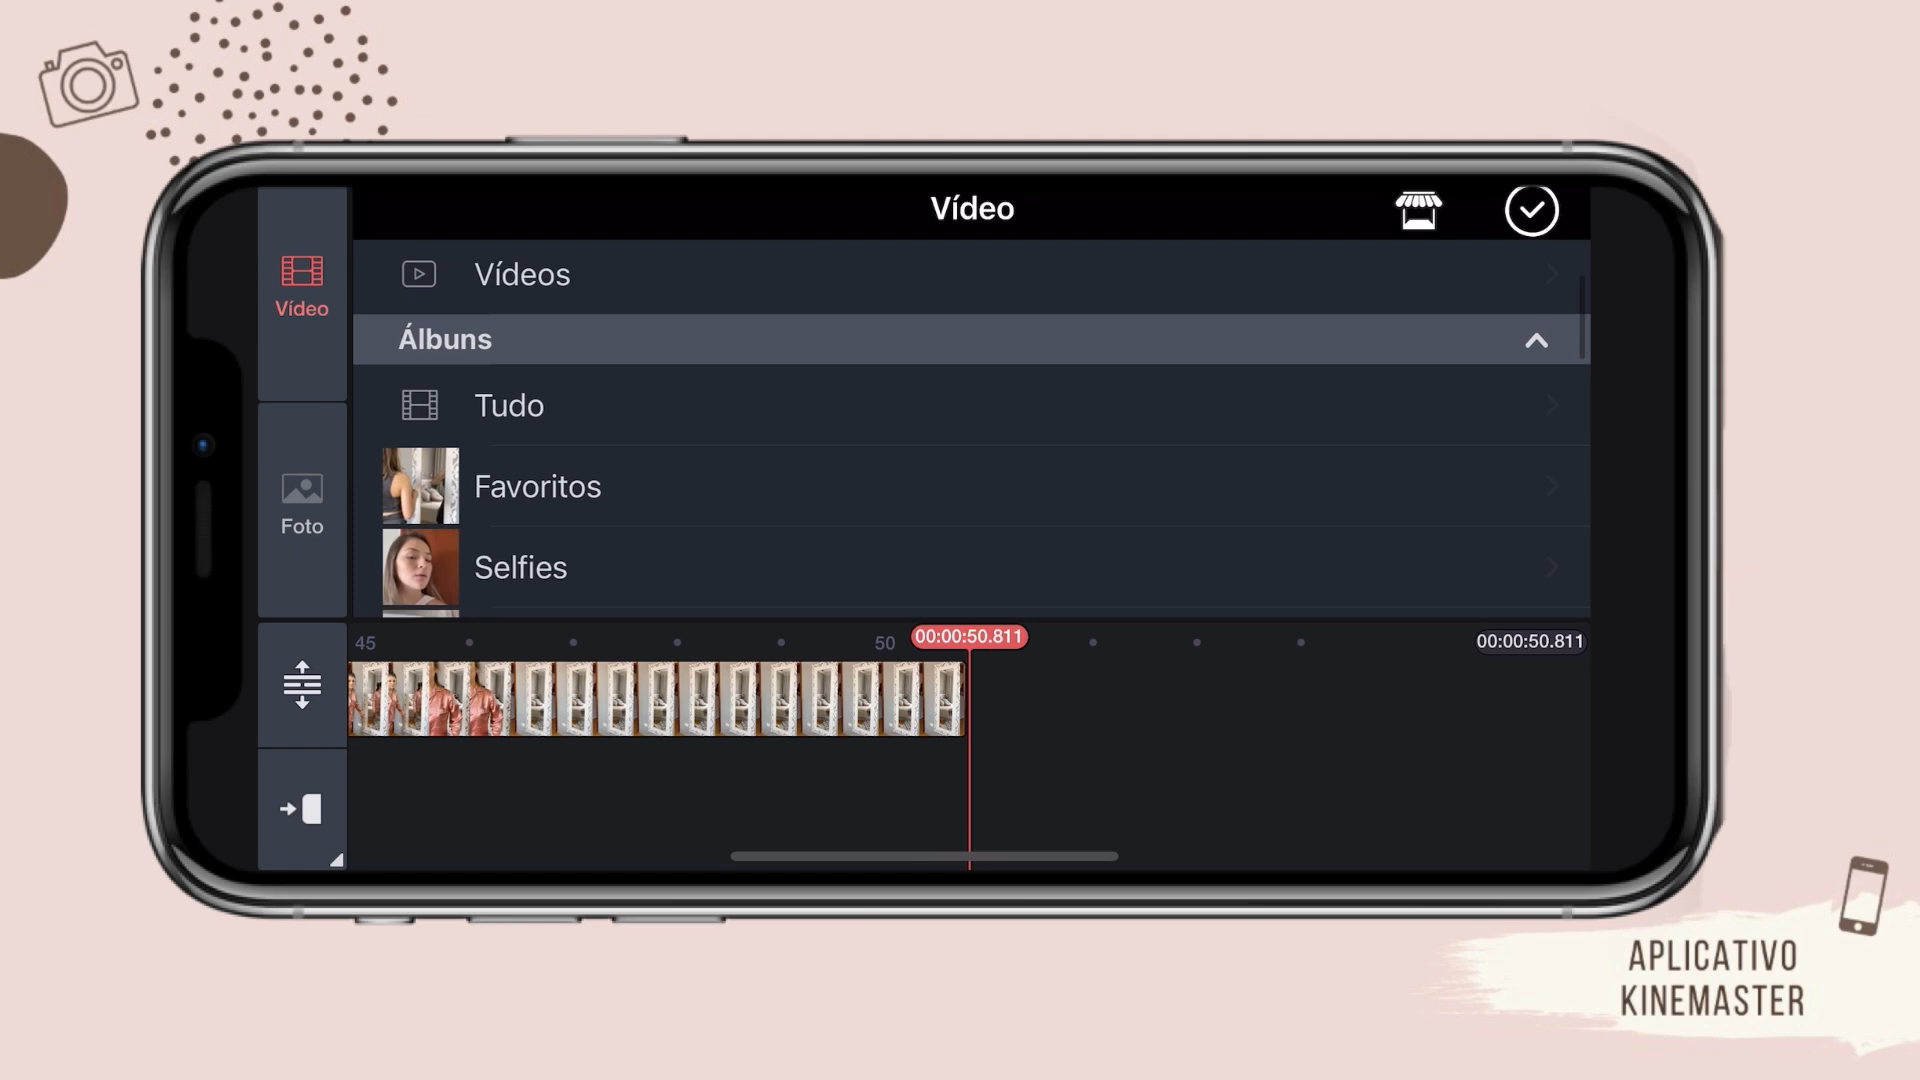 Vídeo
Vídeo
Vídeos
Álbuns
Tudo
Favoritos
Foto
Selfies
45
50
00:00:50.811
00:00:50.811
APLICATIVO
KINEMASTER